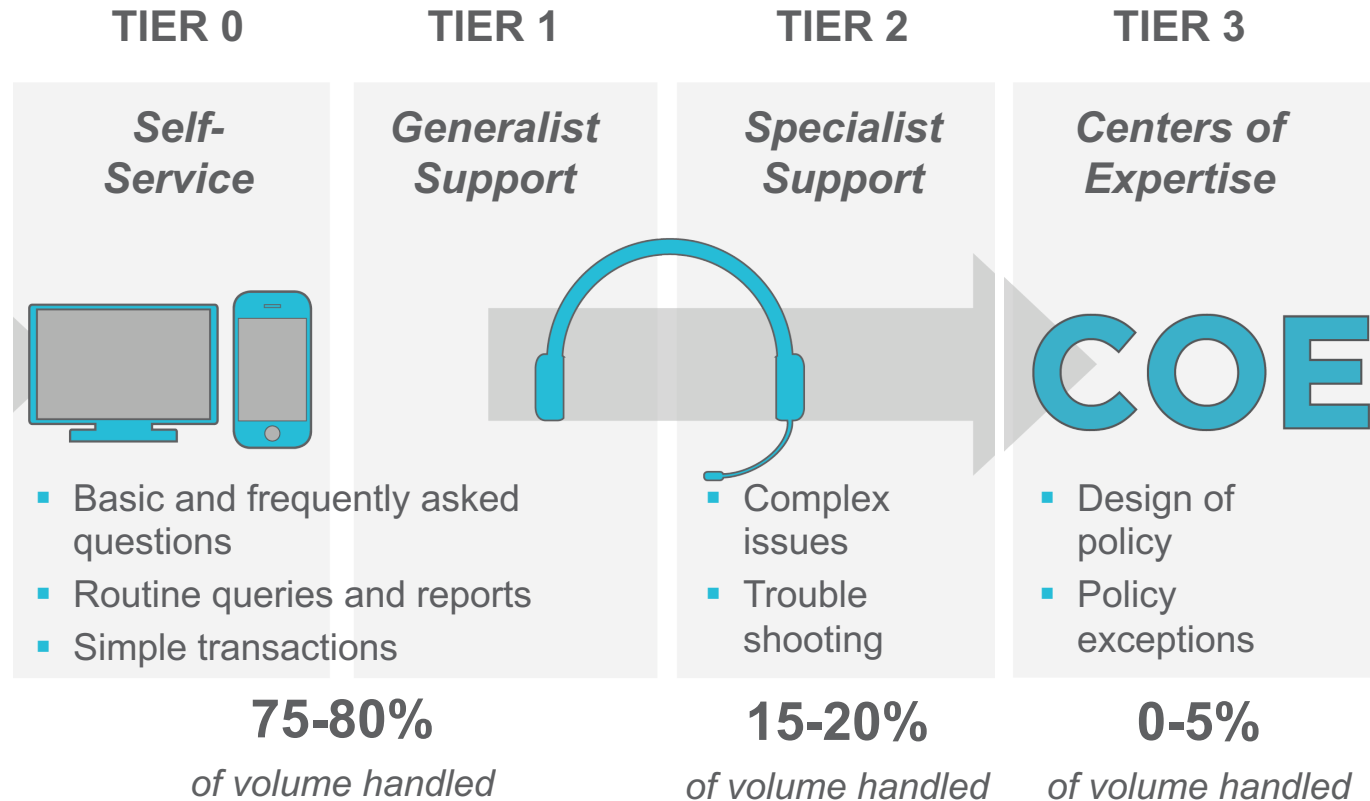 TIER 0
TIER 1
TIER 2
TIER 3
Self-
Service
Generalist
Support
Specialist
Support
Centers of
Expertise
COE
▪ Basic and frequently asked
questions
▪ Routine queries and reports
▪ Simple transactions
▪ Complex
issues
▪ Trouble
shooting
▪ Design of
policy
▪ Policy
exceptions
75-80%
of volume handled
15-20%
of volume handled
0-5%
of volume handled